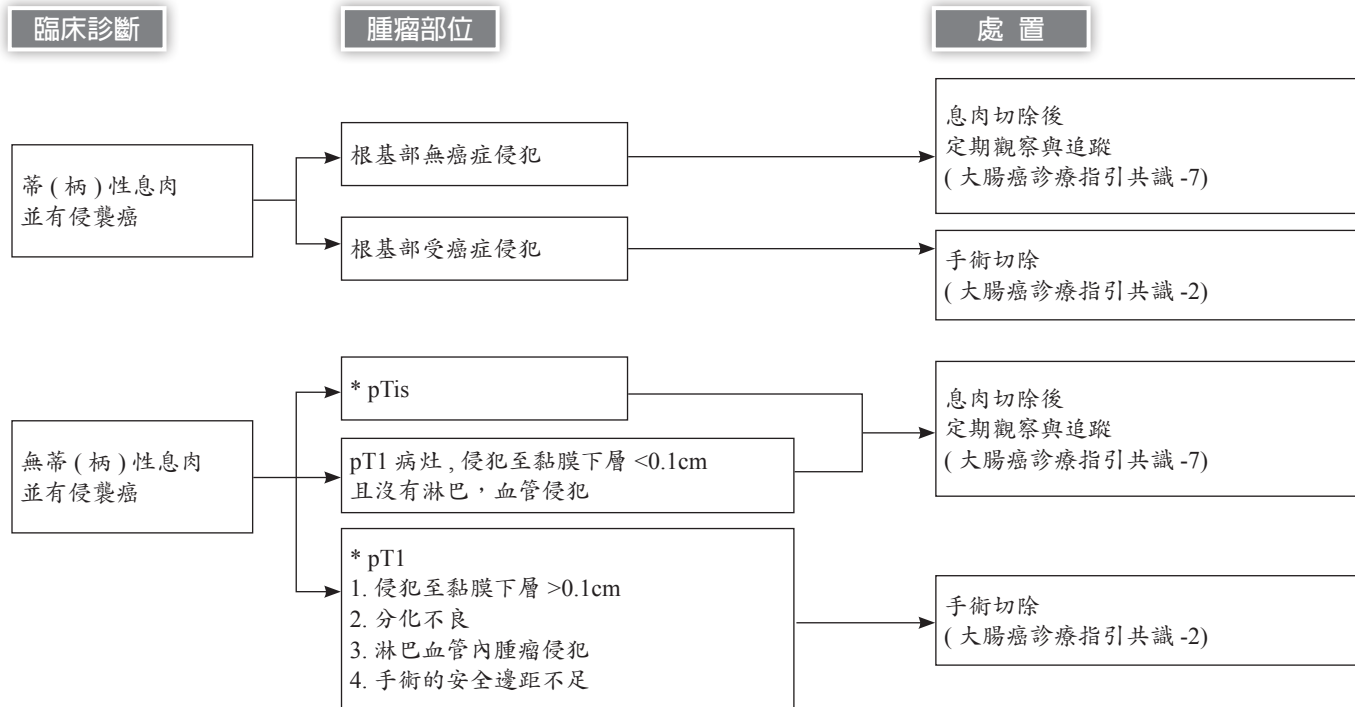 臨床診斷
腫瘤部位
處 置
蒂 ( 柄 ) 性息肉
並有侵襲癌
根基部無癌症侵犯
息肉切除後
定期觀察與追蹤
( 大腸癌診療指引共識 -7)
根基部受癌症侵犯
手術切除
( 大腸癌診療指引共識 -2)
無蒂 ( 柄 ) 性息肉
並有侵襲癌
* pTis
pT1 病灶 , 侵犯至黏膜下層 <0.1cm
且沒有淋巴,血管侵犯
息肉切除後
定期觀察與追蹤
( 大腸癌診療指引共識 -7)
* pT1
1. 侵犯至黏膜下層 >0.1cm
2. 分化不良
3. 淋巴血管內腫瘤侵犯
4. 手術的安全邊距不足
手術切除
( 大腸癌診療指引共識 -2)